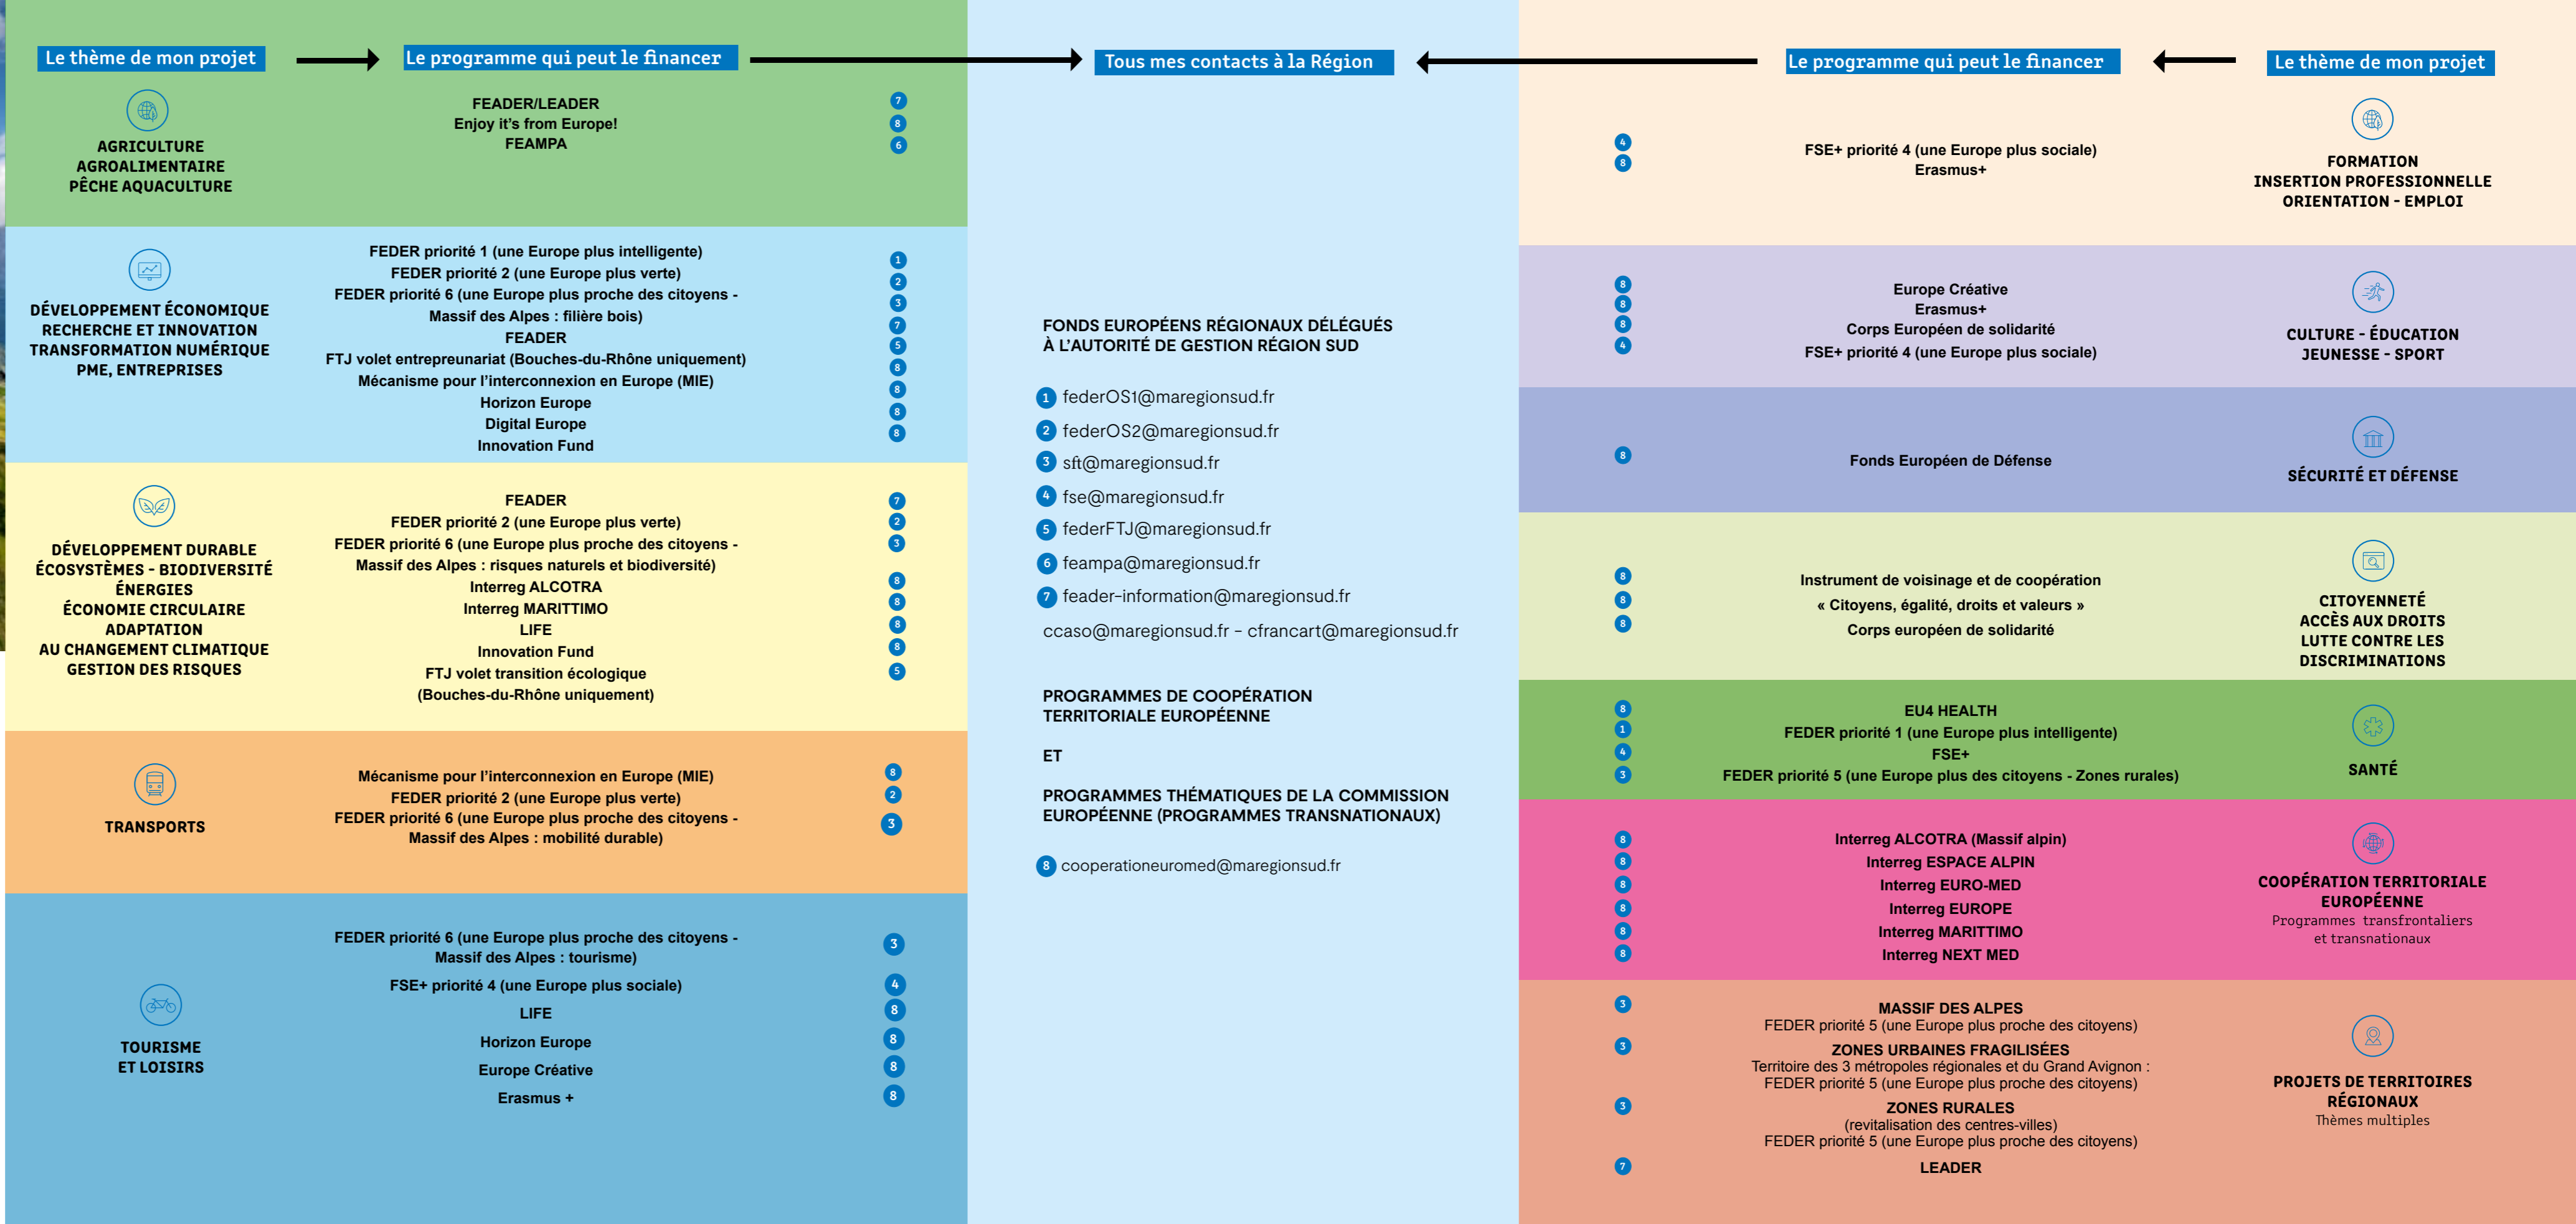 Le thème de mon projet
Le programme qui peut le financer
Tous mes contacts à la Région
Le programme qui peut le financer
Le thème de mon projet
AGRICULTURE
AGROALIMENTAIRE
PÊCHE AQUACULTURE
FEADER/LEADER 7
Enjoy it's from Europe! 8
FEAMPA 6
DÉVELOPPEMENT ÉCONOMIQUE
RECHERCHE ET INNOVATION
TRANSFORMATION NUMÉRIQUE
PME, ENTREPRISES
FEDER priorité 1 (une Europe plus intelligente) 1
FEDER priorité 2 (une Europe plus verte) 2
FEDER priorité 6 (une Europe plus proche des citoyens - 3
Massif des Alpes : filière bois)
FEADER 7
FTJ volet entrepreunariat (Bouches-du-Rhône uniquement) 5
Mécanisme pour l'interconnexion en Europe (MIE) 8
Horizon Europe 8
Digital Europe 8
Innovation Fund 8
DÉVELOPPEMENT DURABLE
ÉCOSYSTÈMES - BIODIVERSITÉ
ÉNERGIES
ÉCONOMIE CIRCULAIRE
ADAPTATION
AU CHANGEMENT CLIMATIQUE
GESTION DES RISQUES
FEADER 7
FEDER priorité 2 (une Europe plus verte) 2
FEDER priorité 6 (une Europe plus proche des citoyens - 3
Massif des Alpes : risques naturels et biodiversité)
Interreg ALCOTRA 8
Interreg MARITTIMO 8
LIFE 8
Innovation Fund 8
FTJ volet transition écologique 5
(Bouches-du-Rhône uniquement)
TRANSPORTS
Mécanisme pour l'interconnexion en Europe (MIE) 8
FEDER priorité 2 (une Europe plus verte) 2
FEDER priorité 6 (une Europe plus proche des citoyens - 3
Massif des Alpes : mobilité durable)
TOURISME
ET LOISIRS
FEDER priorité 6 (une Europe plus proche des citoyens - 3
Massif des Alpes : tourisme)
FSE+ priorité 4 (une Europe plus sociale) 4
LIFE 8
Horizon Europe 8
Europe Créative 8
Erasmus + 8
FONDS EUROPÉENS RÉGIONAUX DÉLÉGUÉS
À L'AUTORITÉ DE GESTION RÉGION SUD
1 federOS1@maregionsud.fr
2 federOS2@maregionsud.fr
3 sft@maregionsud.fr
4 fse@maregionsud.fr
5 federFTJ@maregionsud.fr
6 feampa@maregionsud.fr
7 feader-information@maregionsud.fr
ccaso@maregionsud.fr - cfrancart@maregionsud.fr
PROGRAMMES DE COOPÉRATION
TERRITORIALE EUROPÉENNE
ET
PROGRAMMES THÉMATIQUES DE LA COMMISSION
EUROPÉENNE (PROGRAMMES TRANSNATIONAUX)
8 cooperationeuromed@maregionsud.fr
4 FSE+ priorité 4 (une Europe plus sociale)
8 Erasmus+
FORMATION
INSERTION PROFESSIONNELLE
ORIENTATION - EMPLOI
8 Europe Créative
8 Erasmus+
8 Corps Européen de solidarité
4 FSE+ priorité 4 (une Europe plus sociale)
CULTURE - ÉDUCATION
JEUNESSE - SPORT
8 Fonds Européen de Défense
SÉCURITÉ ET DÉFENSE
8 Instrument de voisinage et de coopération
8 « Citoyens, égalité, droits et valeurs »
8 Corps européen de solidarité
CITOYENNETÉ
ACCÈS AUX DROITS
LUTTE CONTRE LES
DISCRIMINATIONS
8 EU4 HEALTH
1 FEDER priorité 1 (une Europe plus intelligente)
4 FSE+
3 FEDER priorité 5 (une Europe plus des citoyens - Zones rurales)
SANTÉ
8 Interreg ALCOTRA (Massif alpin)
8 Interreg ESPACE ALPIN
8 Interreg EURO-MED
8 Interreg EUROPE
8 Interreg MARITTIMO
8 Interreg NEXT MED
COOPÉRATION TERRITORIALE
EUROPÉENNE
Programmes transfrontaliers
et transnationaux
3 MASSIF DES ALPES
FEDER priorité 5 (une Europe plus proche des citoyens)
3 ZONES URBAINES FRAGILISÉES
Territoire des 3 métropoles régionales et du Grand Avignon :
FEDER priorité 5 (une Europe plus proche des citoyens)
3 ZONES RURALES
(revitalisation des centres-villes)
FEDER priorité 5 (une Europe plus proche des citoyens)
7 LEADER
PROJETS DE TERRITOIRES
RÉGIONAUX
Thèmes multiples